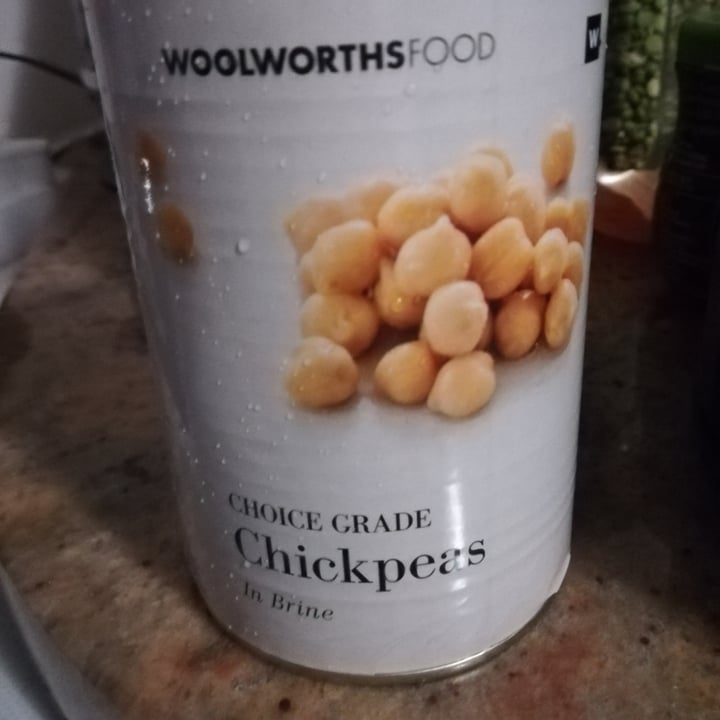 WOOLWORTHSFOOD
W
CHOICE GRADE
Chickpeas
In Brine